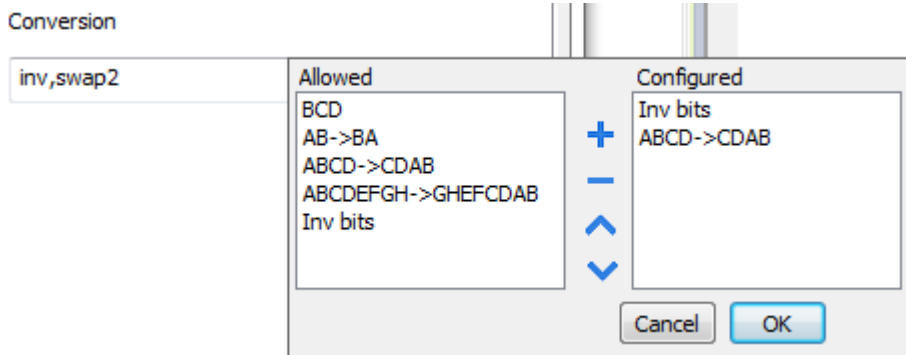 Conversion
inv,swap2
Allowed
BCD
AB->BA
ABCD->CDAB
ABCDEFGH->GHEFCDAB
Inv bits
Configured
Inv bits
ABCD->CDAB
Cancel
OK